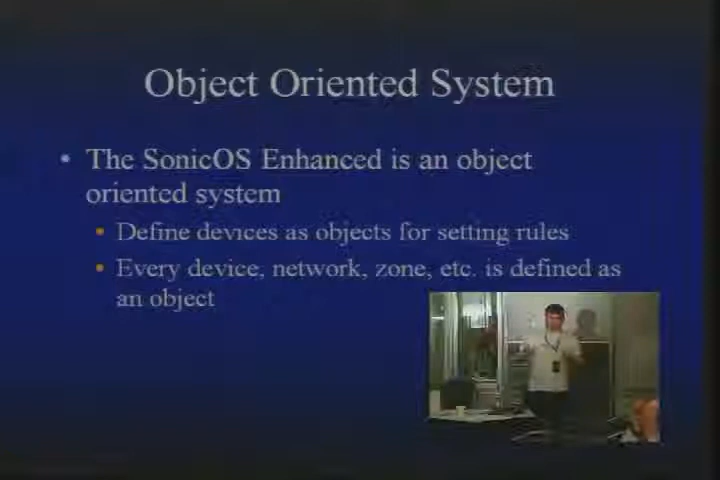 Object Oriented System
• The SonicOS Enhanced is an object
oriented system
• Define devices as objects for setting rules
• Every device, network, zone, etc. is defined as
an object